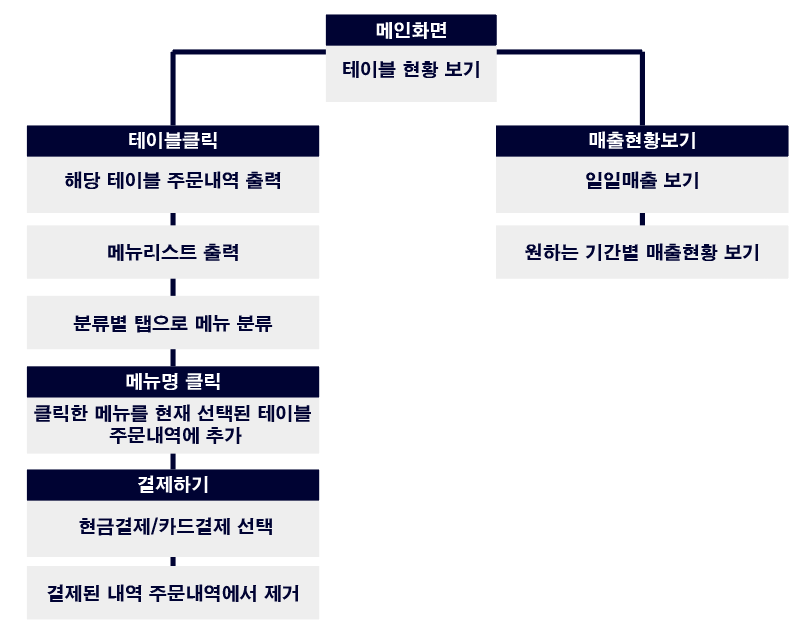 메인화면
테이블 현황 보기
테이블클릭
해당 테이블 주문내역 출력
메뉴리스트 출력
분류별 탭으로 메뉴 분류
메뉴명 클릭
클릭한 메뉴를 현재 선택된 테이블
주문내역에 추가
결제하기
현금결제/카드결제 선택
결제된 내역 주문내역에서 제거
매출현황보기
일일매출 보기
원하는 기간별 매출현황 보기